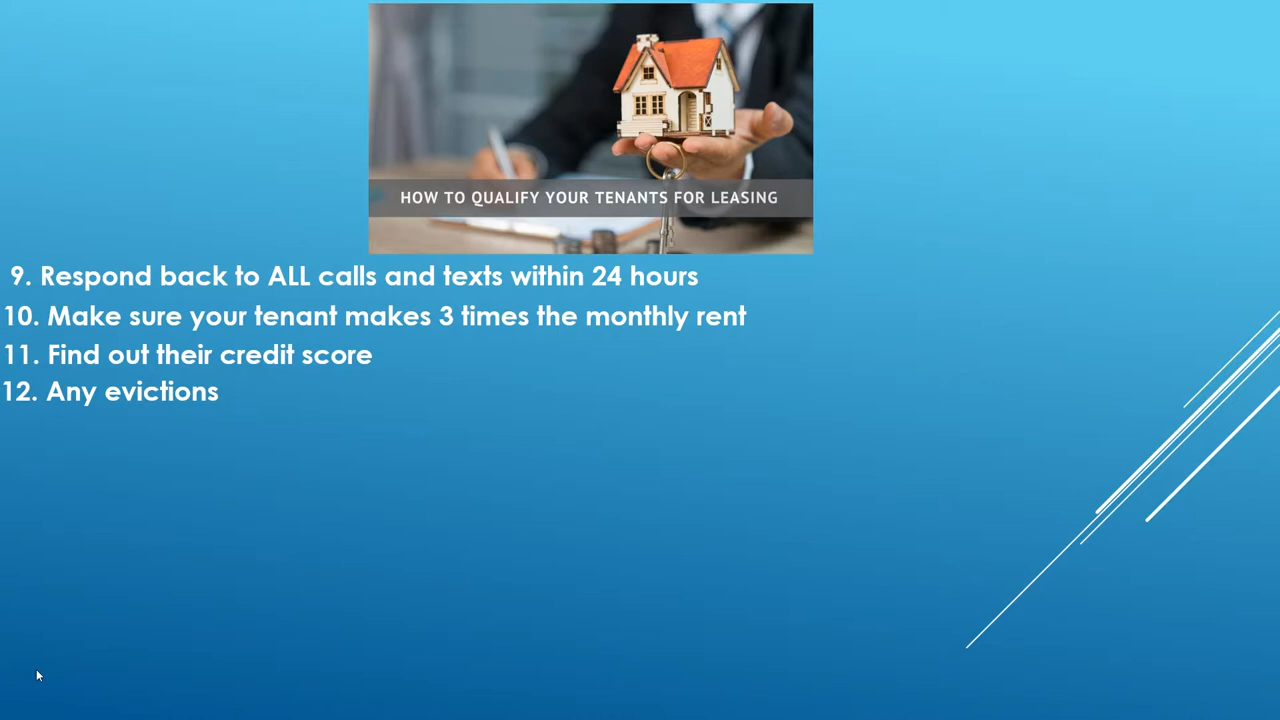 HOW TO QUALIFY YOUR TENANTS FOR LEASING
9. Respond back to ALL calls and texts within 24 hours
10. Make sure your tenant makes 3 times the monthly rent
11. Find out their credit score
12. Any evictions